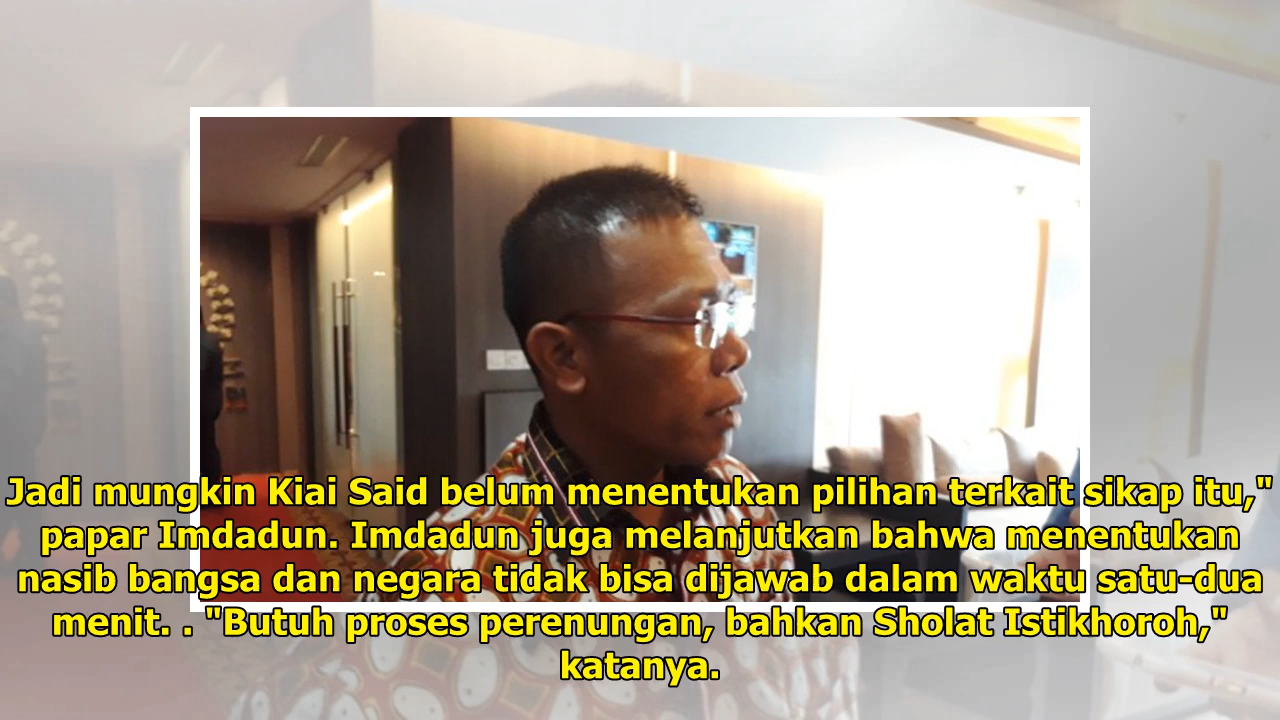 Jadi mungkin Kiai Said belum menentukan pilihan terkait sikap itu,"
papar Imdadun. Imdadun juga melanjutkan bahwa menentukan
nasib bangsa dan negara tidak bisa dijawab dalam waktu satu-dua
menit. . "Butuh proses perenungan, bahkan Sholat Istikhoroh,"
katanya.